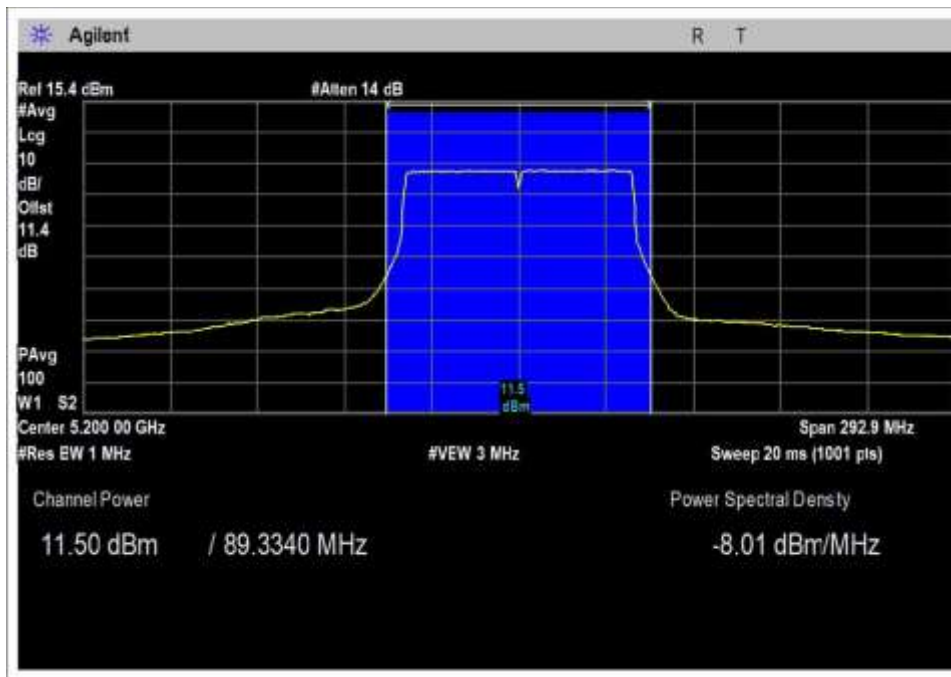 Agilent
R T
Ref 15.4 dBm #Atten 14 dB
#Avg
Log
10
dB/
Offst
11.4
dB
PAvg
100
W1 S2
11.5
dBm
Center 5.200 00 GHz Span 292.9 MHz
#Res BW 1 MHz #VBW 3 MHz Sweep 20 ms (1001 pts)
Channel Power Power Spectral Density
11.50 dBm / 89.3340 MHz -8.01 dBm/MHz